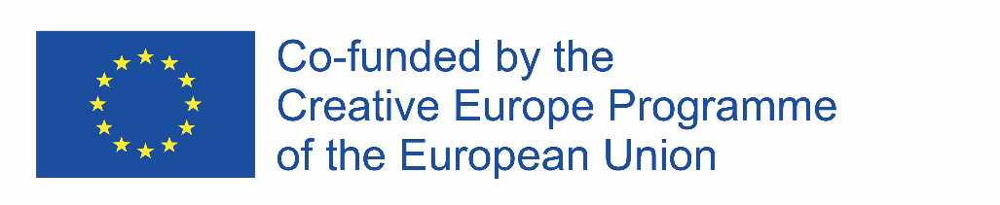 Co-funded by the
Creative Europe Programme
of the European Union